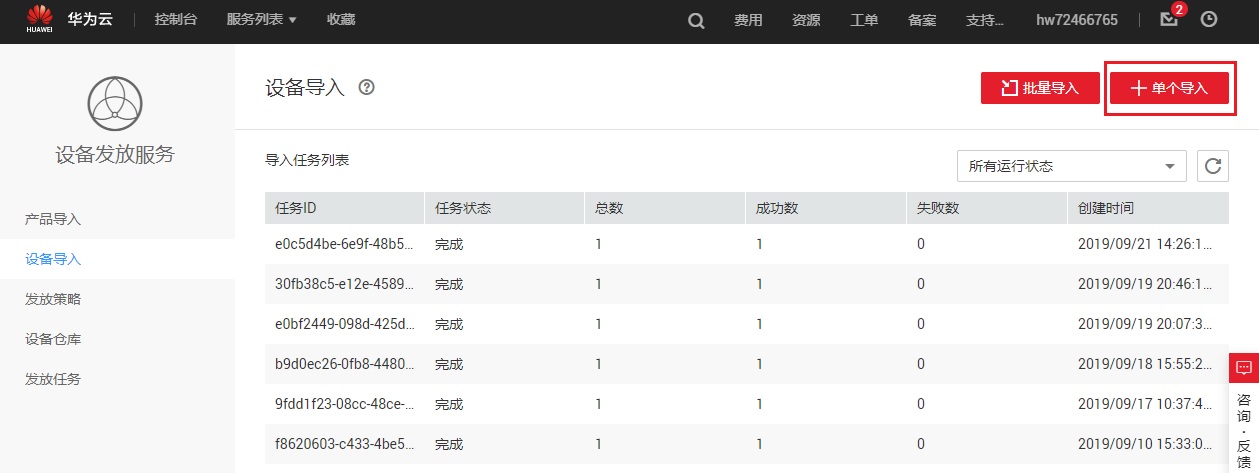 HUAWEI 华为云 控制台 服务列表 收藏 费用 资源 工单 备案 支持... hw72466765 2
设备发放服务
产品导入
设备导入
发放策略
设备仓库
发放任务
设备导入 ? 批量导入 单个导入
导入任务列表 所有运行状态
任务ID 任务状态 总数 成功数 失败数 创建时间
e0c5d4be-6e9f-48b5... 完成 1 1 0 2019/09/21 14:26:1...
30fb38c5-e12e-4589... 完成 1 1 0 2019/09/19 20:46:1...
e0bf2449-098d-425d... 完成 1 1 0 2019/09/19 20:07:3...
b9d0ec26-0fb8-4480... 完成 1 1 0 2019/09/18 15:55:2...
9fdd1f23-08cc-48ce-... 完成 1 1 0 2019/09/17 10:37:4...
f8620603-c433-4be5... 完成 1 1 0 2019/09/10 15:33:0...
咨询·反馈